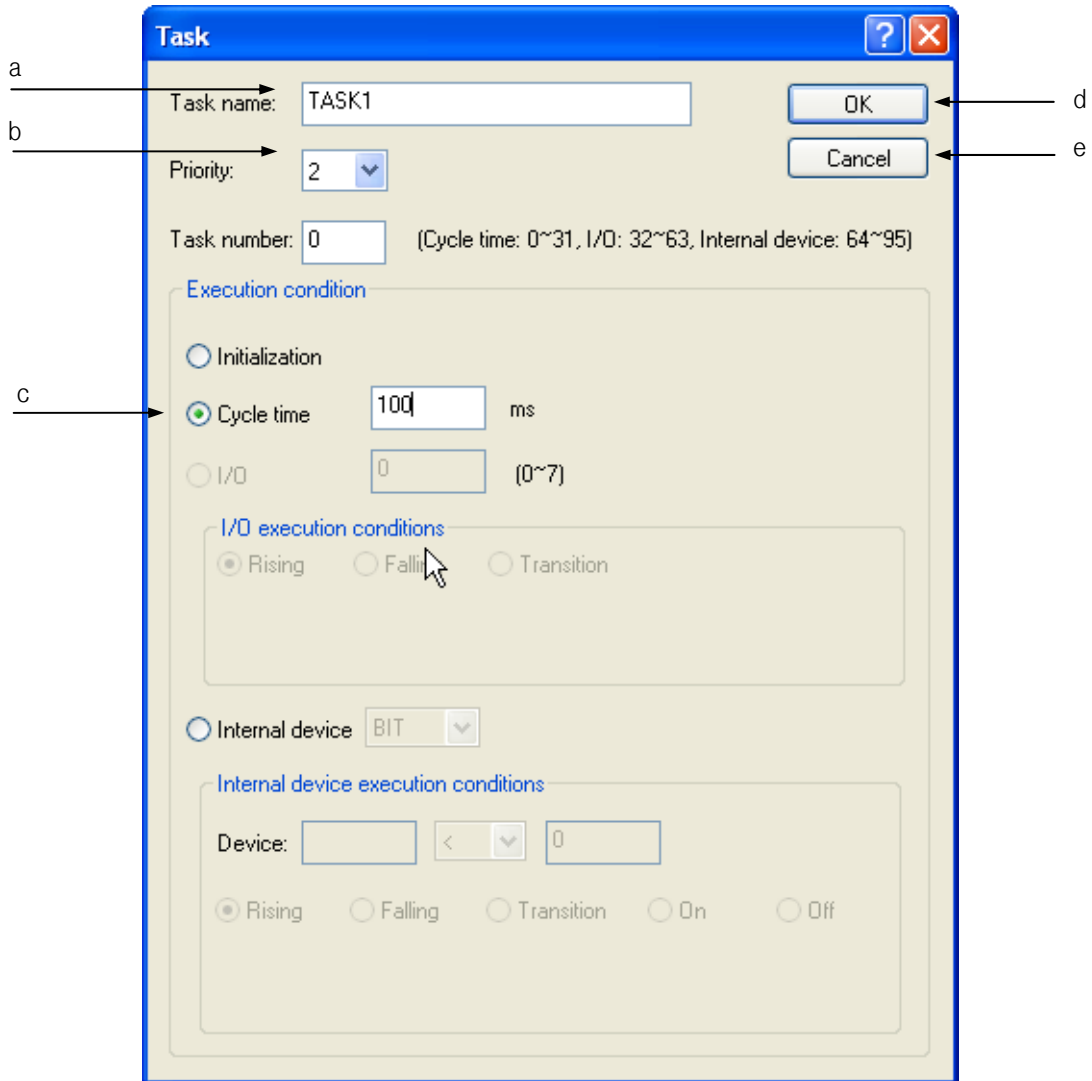 Task
a
Task name: TASK1 OK d
b
Priority: 2 Cancel e
Task number: 0 (Cycle time: 0~31, I/O: 32~63, Internal device: 64~95)
Execution condition
Initialization
c
Cycle time 100 ms
I/O 0 (0~7)
I/O execution conditions
Rising Falling Transition
Internal device BIT
Internal device execution conditions
Device: < 0
Rising Falling Transition On Off